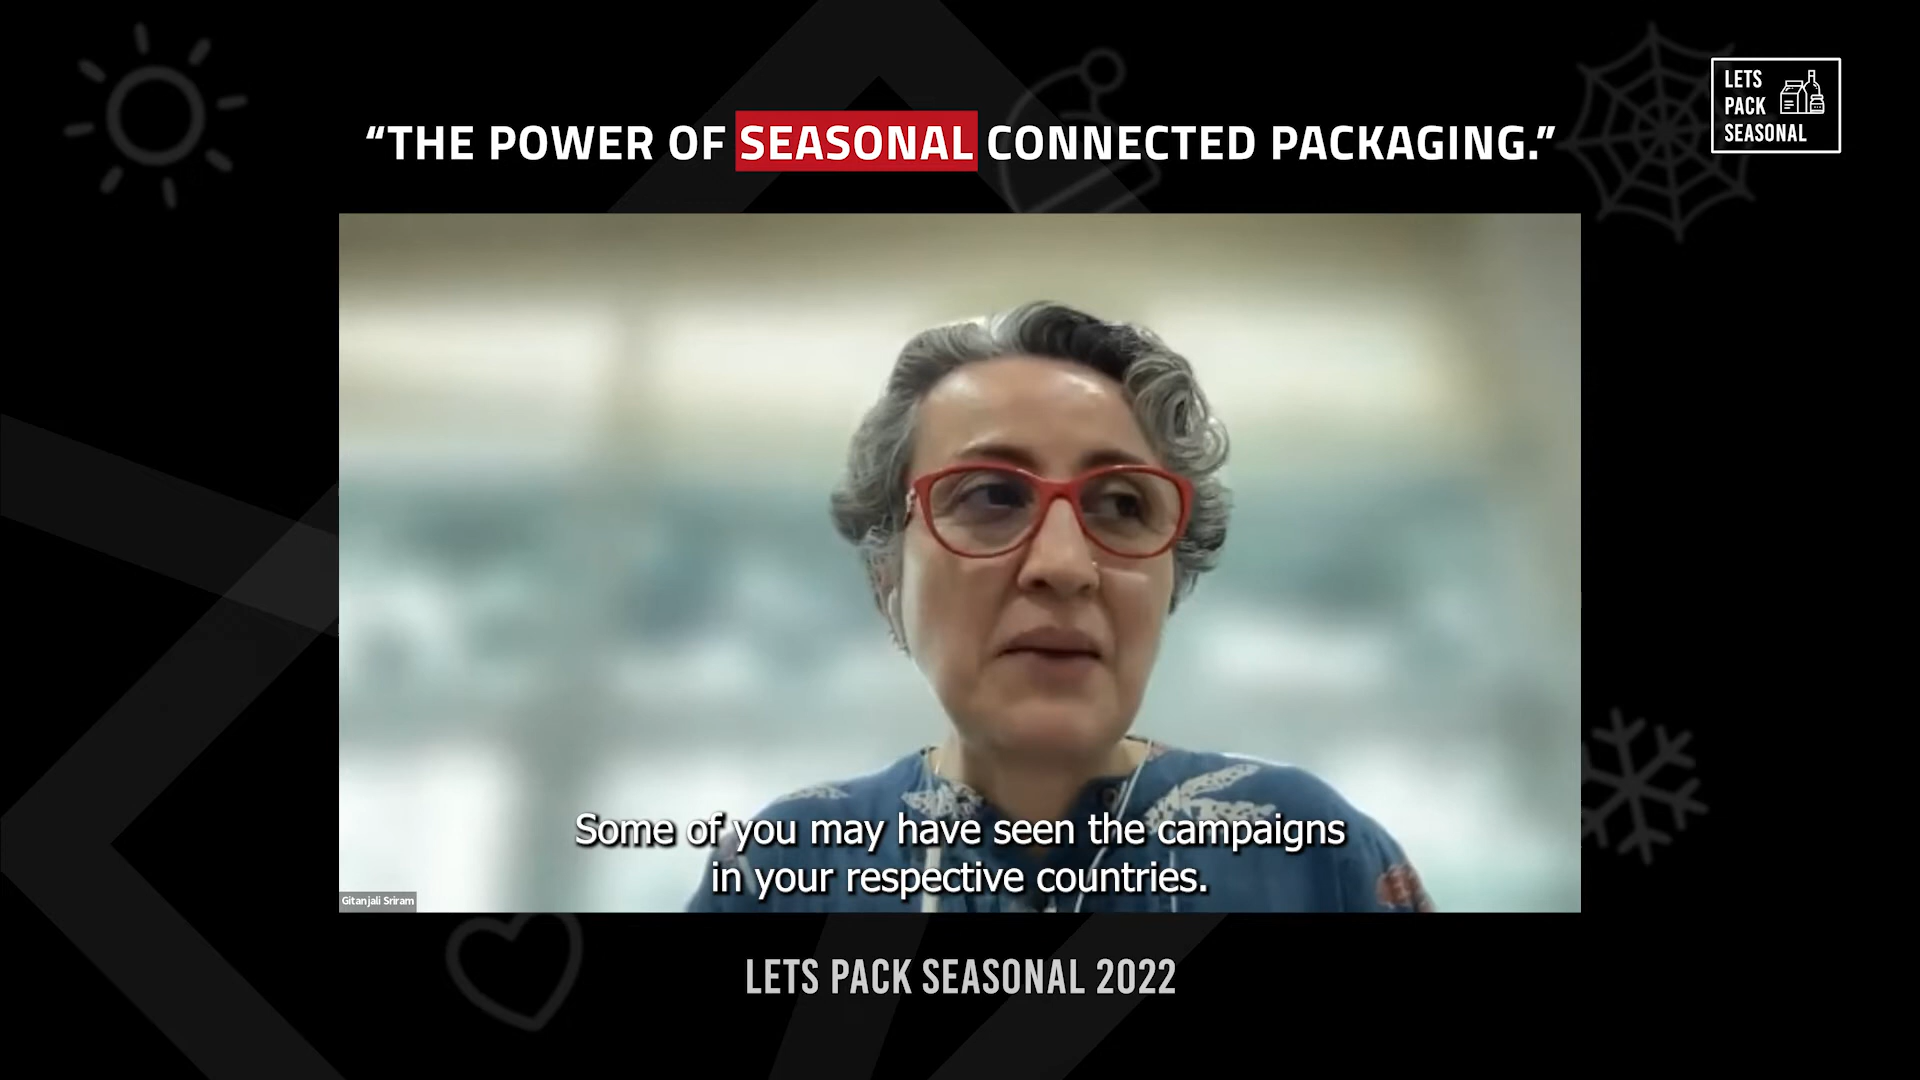 “THE POWER OF SEASONAL CONNECTED PACKAGING.”
LETS
PACK
SEASONAL
Some of you may have seen the campaigns
in your respective countries.
Gitanjali Sriram
LETS PACK SEASONAL 2022